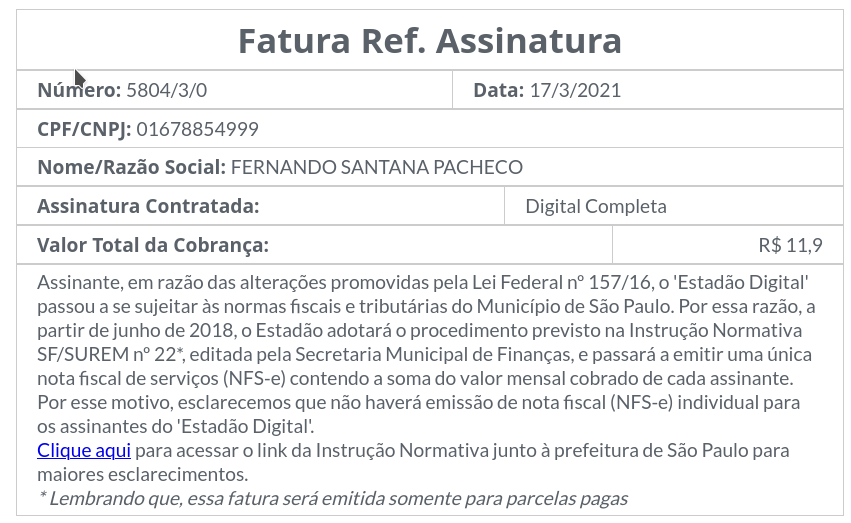 Fatura Ref. Assinatura
Número: 5804/3/0 Data: 17/3/2021
CPF/CNPJ: 01678854999
Nome/Razão Social: FERNANDO SANTANA PACHECO
Assinatura Contratada: Digital Completa
Valor Total da Cobrança: R$ 11,9
Assinante, em razão das alterações promovidas pela Lei Federal nº 157/16, o 'Estadão Digital'
passou a se sujeitar às normas fiscais e tributárias do Município de São Paulo. Por essa razão, a
partir de junho de 2018, o Estadão adotará o procedimento previsto na Instrução Normativa
SF/SUREM nº 22*, editada pela Secretaria Municipal de Finanças, e passará a emitir uma única
nota fiscal de serviços (NFS-e) contendo a soma do valor mensal cobrado de cada assinante.
Por esse motivo, esclarecemos que não haverá emissão de nota fiscal (NFS-e) individual para
os assinantes do 'Estadão Digital'.
Clique aqui para acessar o link da Instrução Normativa junto à prefeitura de São Paulo para
maiores esclarecimentos.
* Lembrando que, essa fatura será emitida somente para parcelas pagas